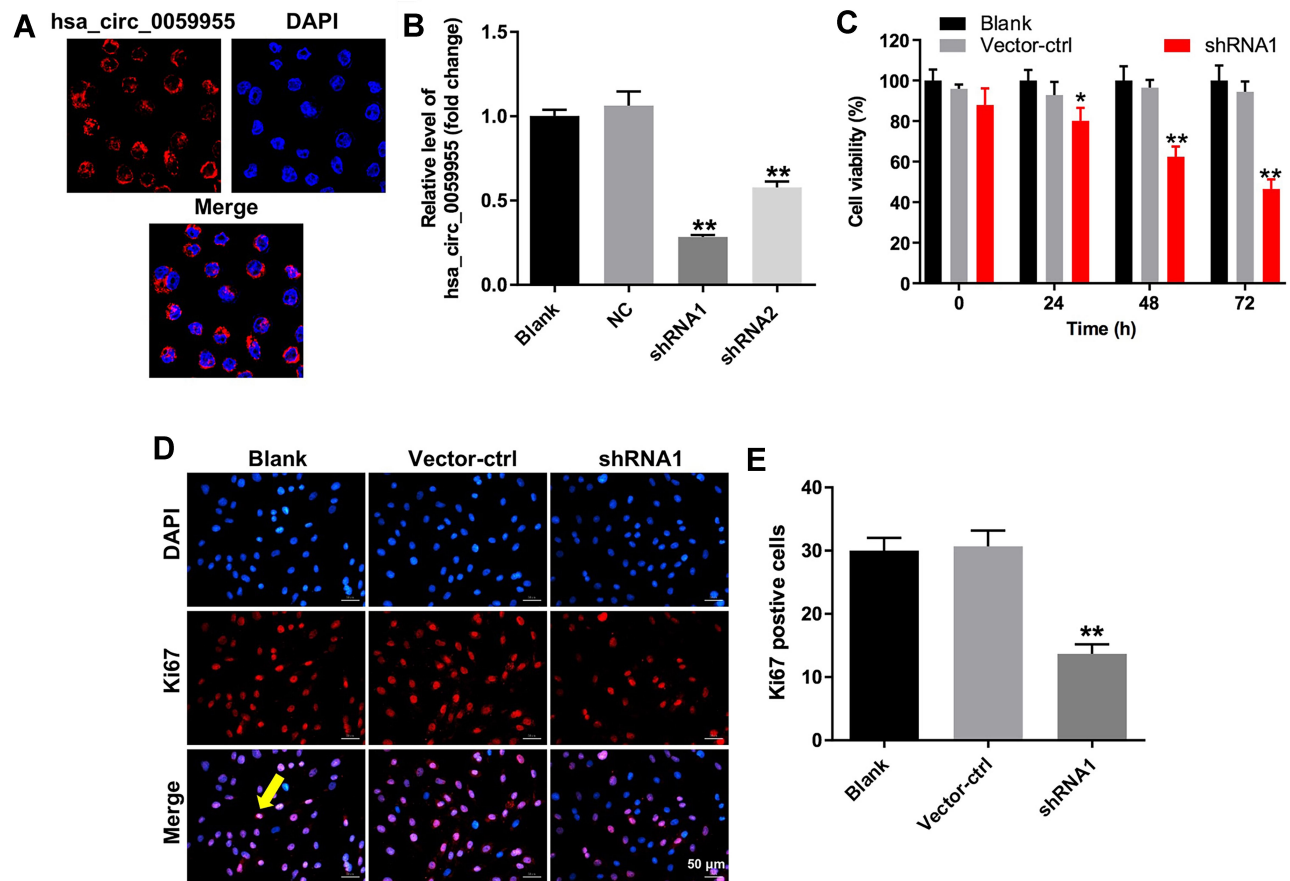 A
hsa_circ_0059955
DAPI
Merge
B
Relative level of
hsa_circ_0059955 (fold change)
1.5
1.0
0.5
0.0
**
**
Blank
NC
shRNA1
shRNA2
C
Blank
Vector-ctrl
shRNA1
Cell viability (%)
120
100
80
60
40
20
0
*
**
**
0
24
48
72
Time (h)
D
Blank
Vector-ctrl
shRNA1
DAPI
Ki67
Merge
50 μm
E
Ki67 postive cells
40
30
20
10
0
**
Blank
Vector-ctrl
shRNA1